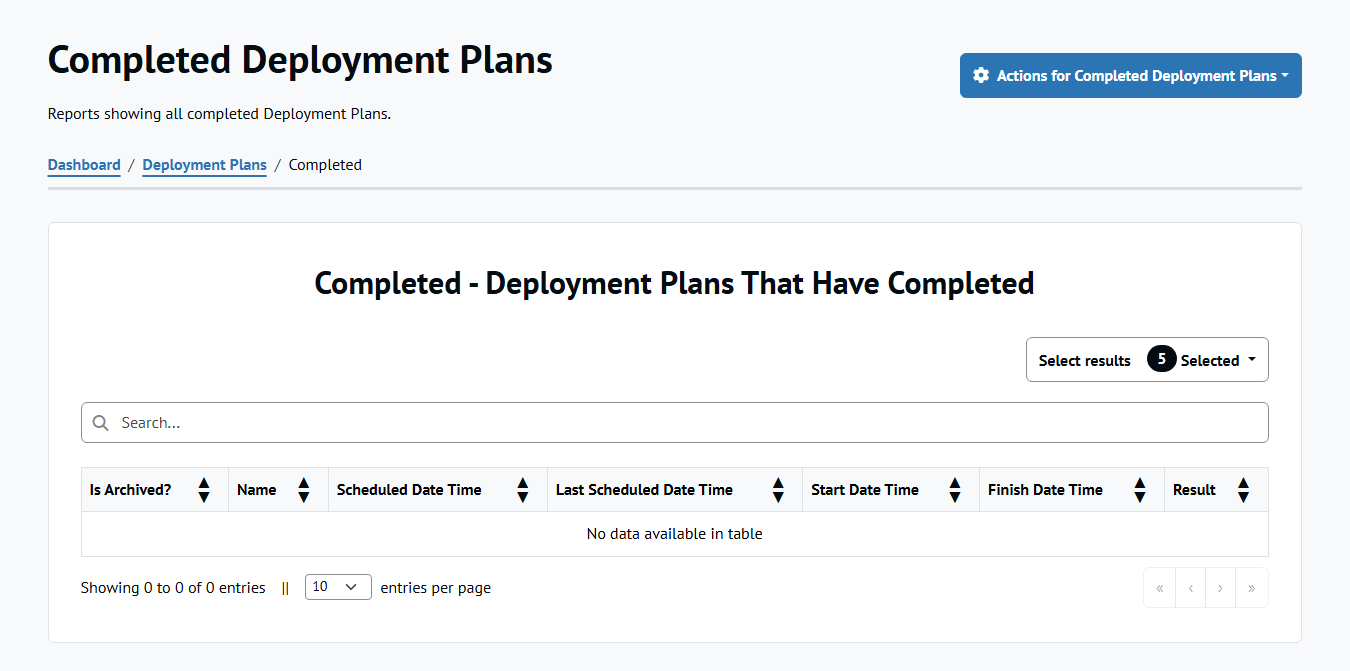 Completed Deployment Plans
Actions for Completed Deployment Plans
Reports showing all completed Deployment Plans.
Dashboard / Deployment Plans / Completed
Completed - Deployment Plans That Have Completed
Select results 5 Selected
Search...
Is Archived? Name Scheduled Date Time Last Scheduled Date Time Start Date Time Finish Date Time Result
No data available in table
Showing 0 to 0 of 0 entries || 10 entries per page « ‹ › »